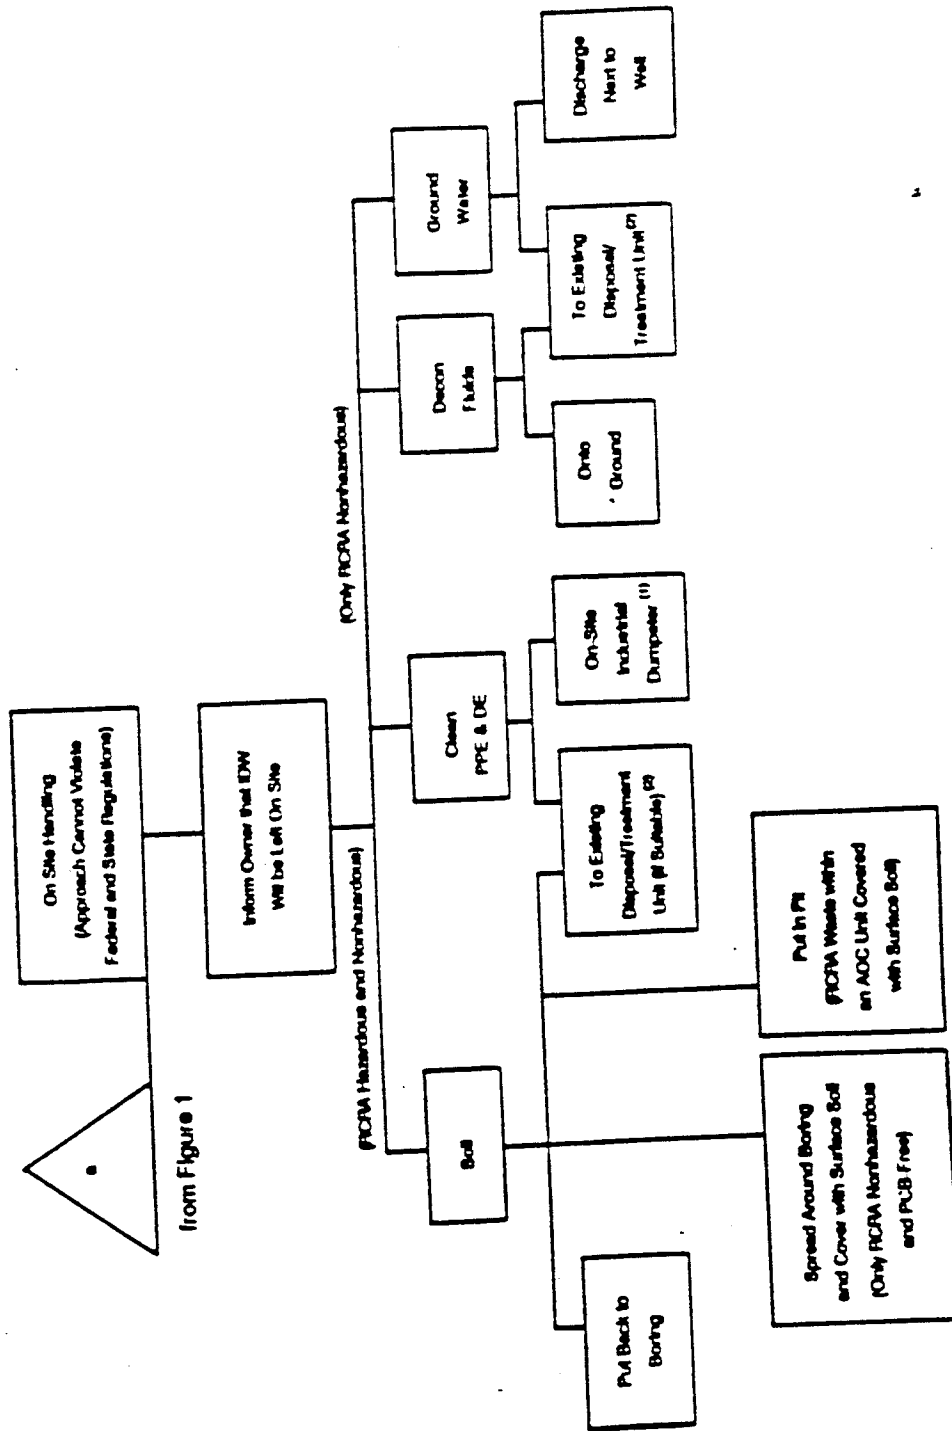 On Site Handling
(Approach Cannot Violate
Federal and State Regulations)
a
from Figure 1
Inform Owner that IDW
Will be Left On Site
(RCRA Hazardous and Nonhazardous)
(Only RCRA Nonhazardous)
Soil
Clean
PPE & DE
Decon
Fluids
Ground
Water
Put Back to
Boring
To Existing
Disposal/Treatment
Unit (if Suitable) (2)
On-Site
Industrial
Dumpster (1)
Onto
Ground
To Existing
Disposal/
Treatment Unit (2)
Discharge
Next to
Well
Spread Around Boring
and Cover with Surface Soil
(Only RCRA Nonhazardous
and PCB-Free)
Put in Pit
(RCRA Waste within
an AOC Unit Covered
with Surface Soil)